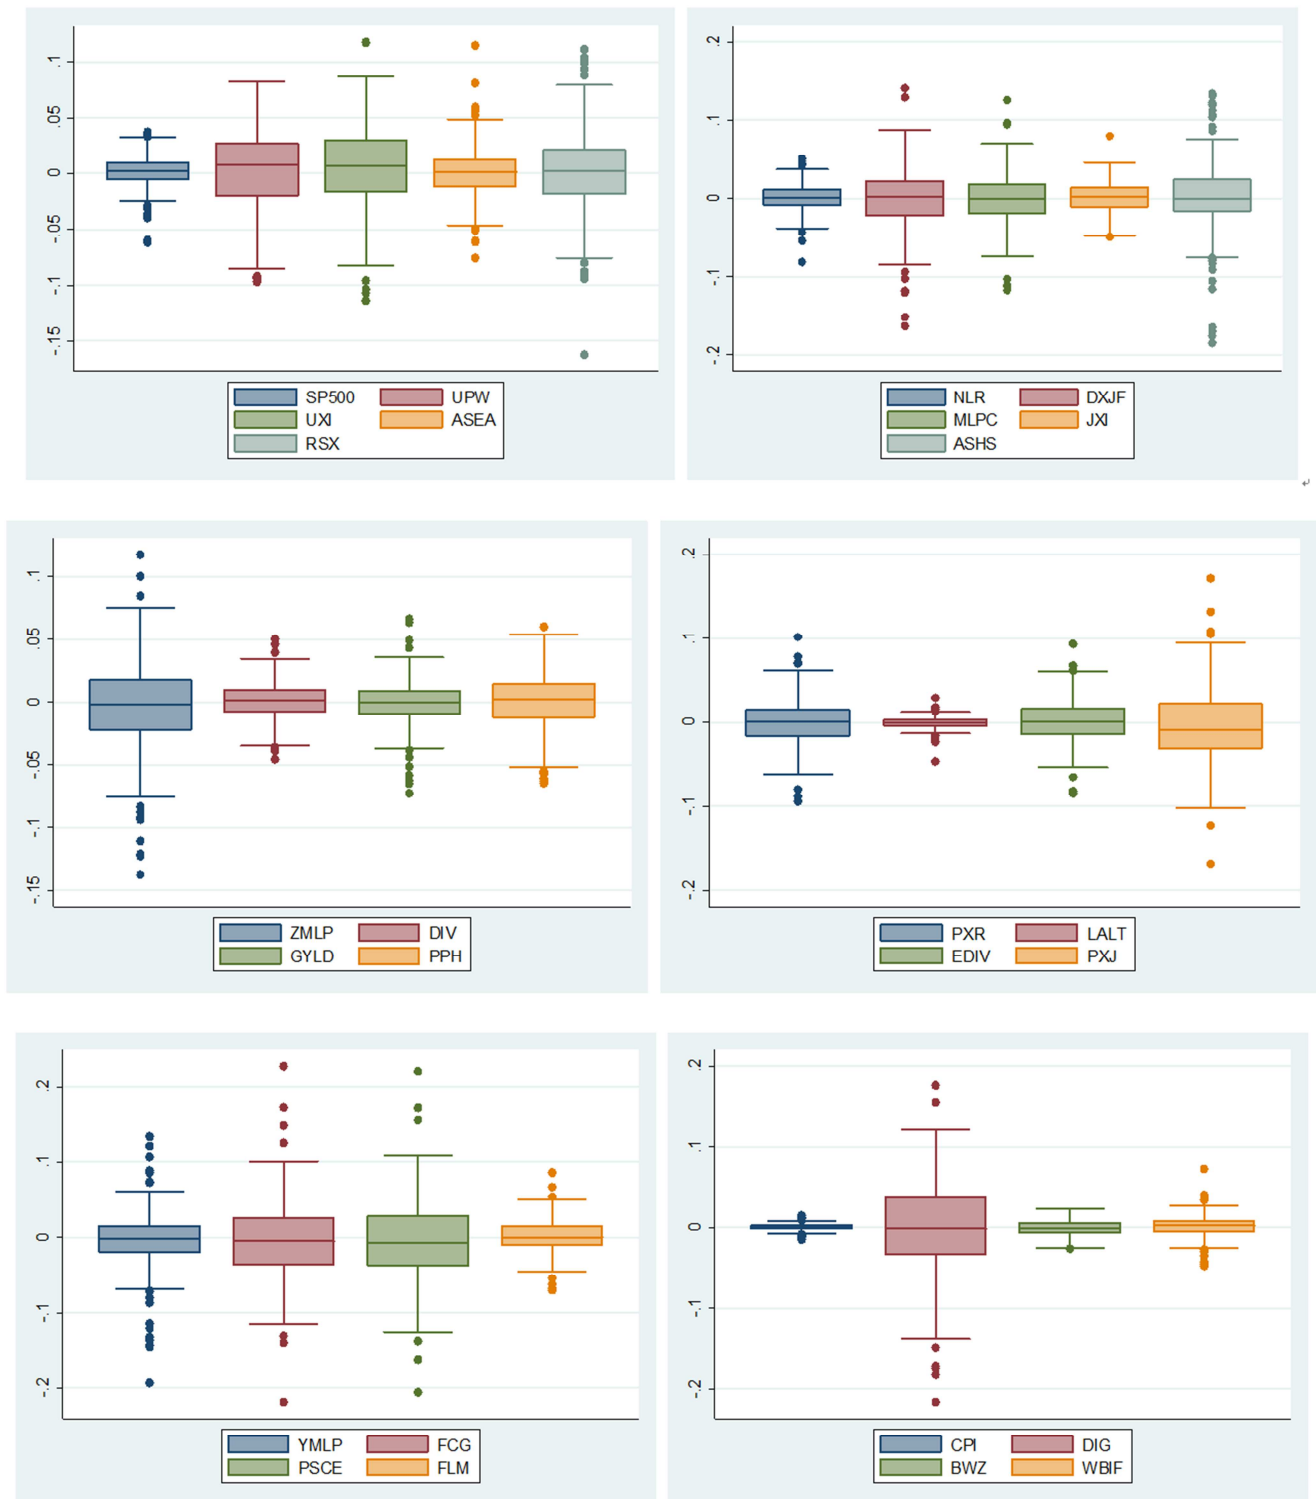 .1
.05
0
-.05
-.1
-.15
SP500 UPW
UXI ASEA
RSX
.2
.1
0
-.1
-.2
NLR DXJF
MLPC JXI
ASHS
.1
.05
0
-.05
-.1
-.15
ZMLP DIV
GYLD PPH
.2
.1
0
-.1
-.2
PXR LALT
EDIV PXJ
.2
.1
0
-.1
-.2
YMLP FCG
PSCE FLM
.2
.1
0
-.1
-.2
CPI DIG
BWZ WBIF